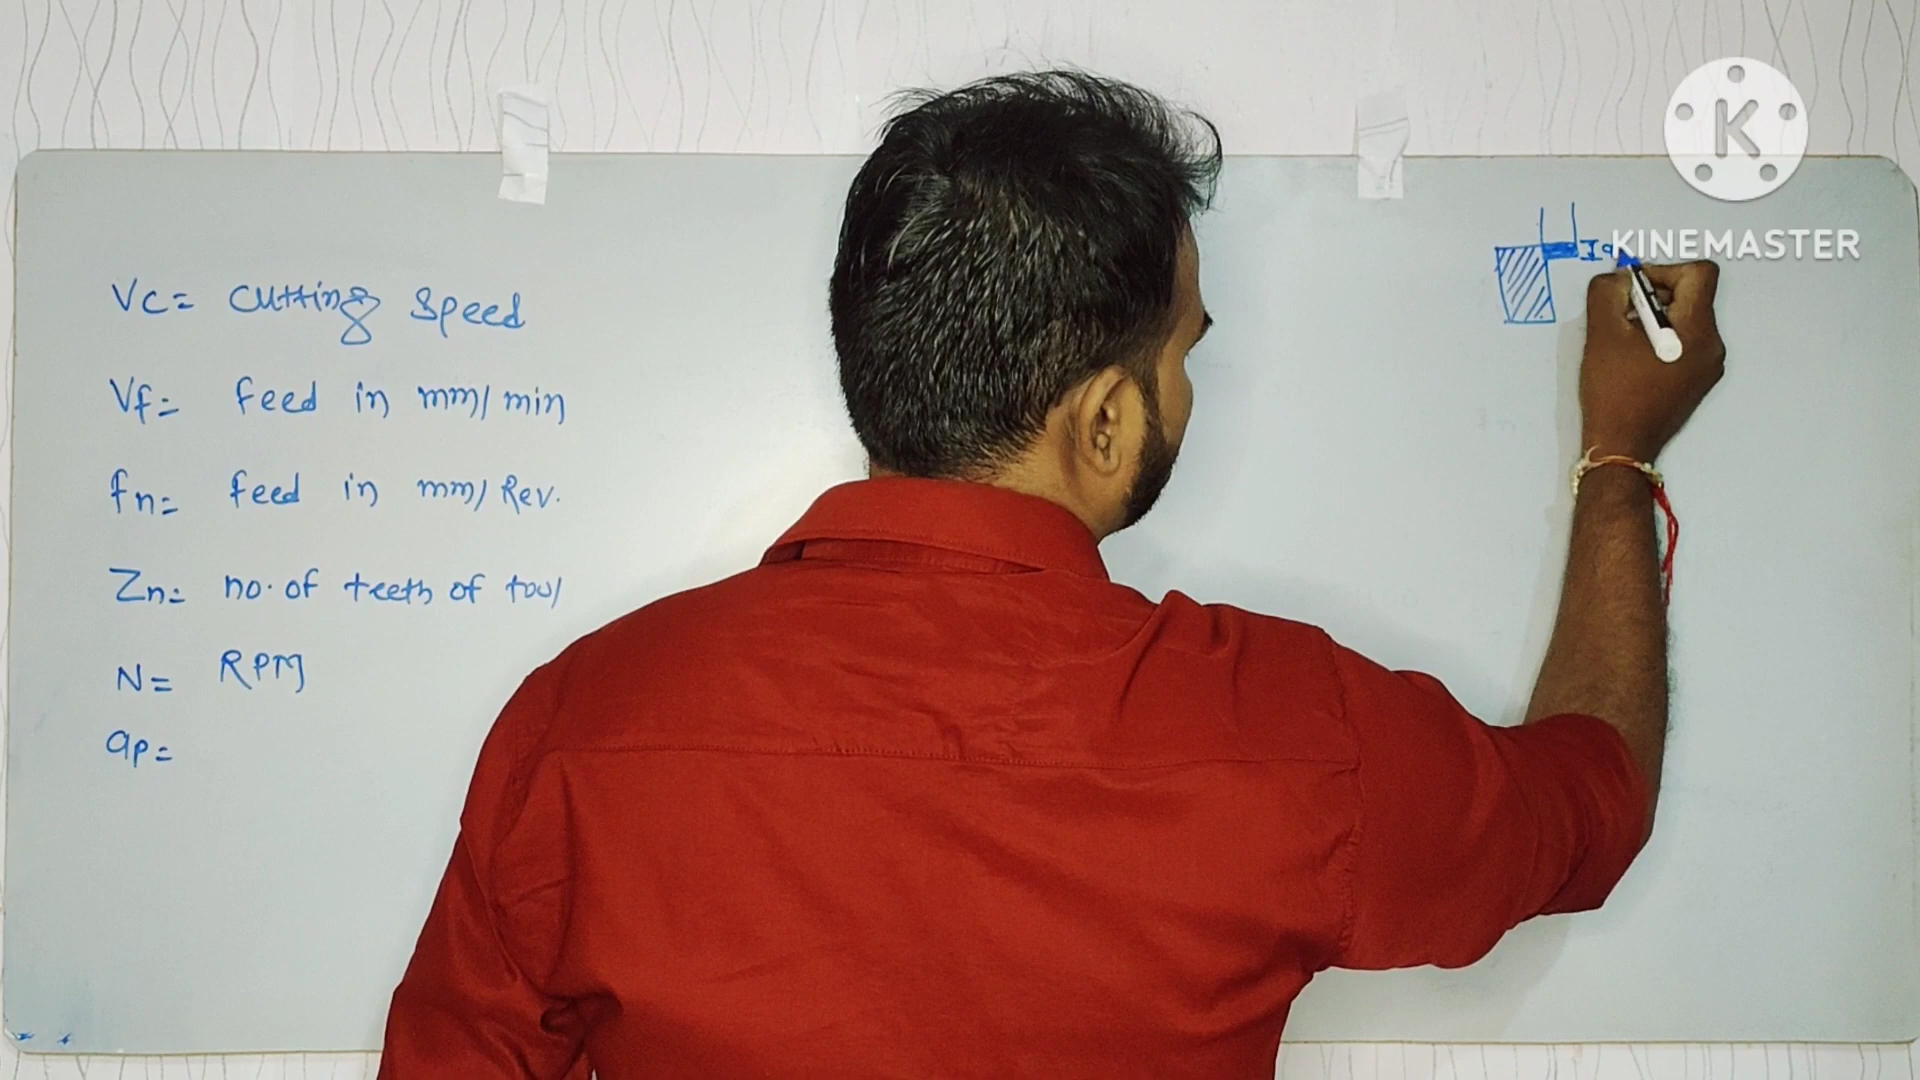 Vc= Cutting Speed
Vf= feed in mm/min
fn= feed in mm/Rev.
Zn= no. of teeth of tool
N= RPM
ap=
K
KINEMASTER